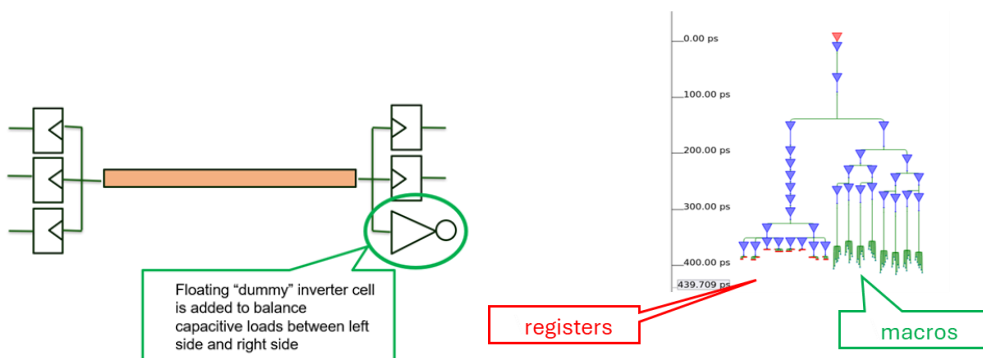 Floating “dummy” inverter cell
is added to balance
capacitive loads between left
side and right side
0.00 ps
100.00 ps
200.00 ps
300.00 ps
400.00 ps
439.709 ps
registers
macros